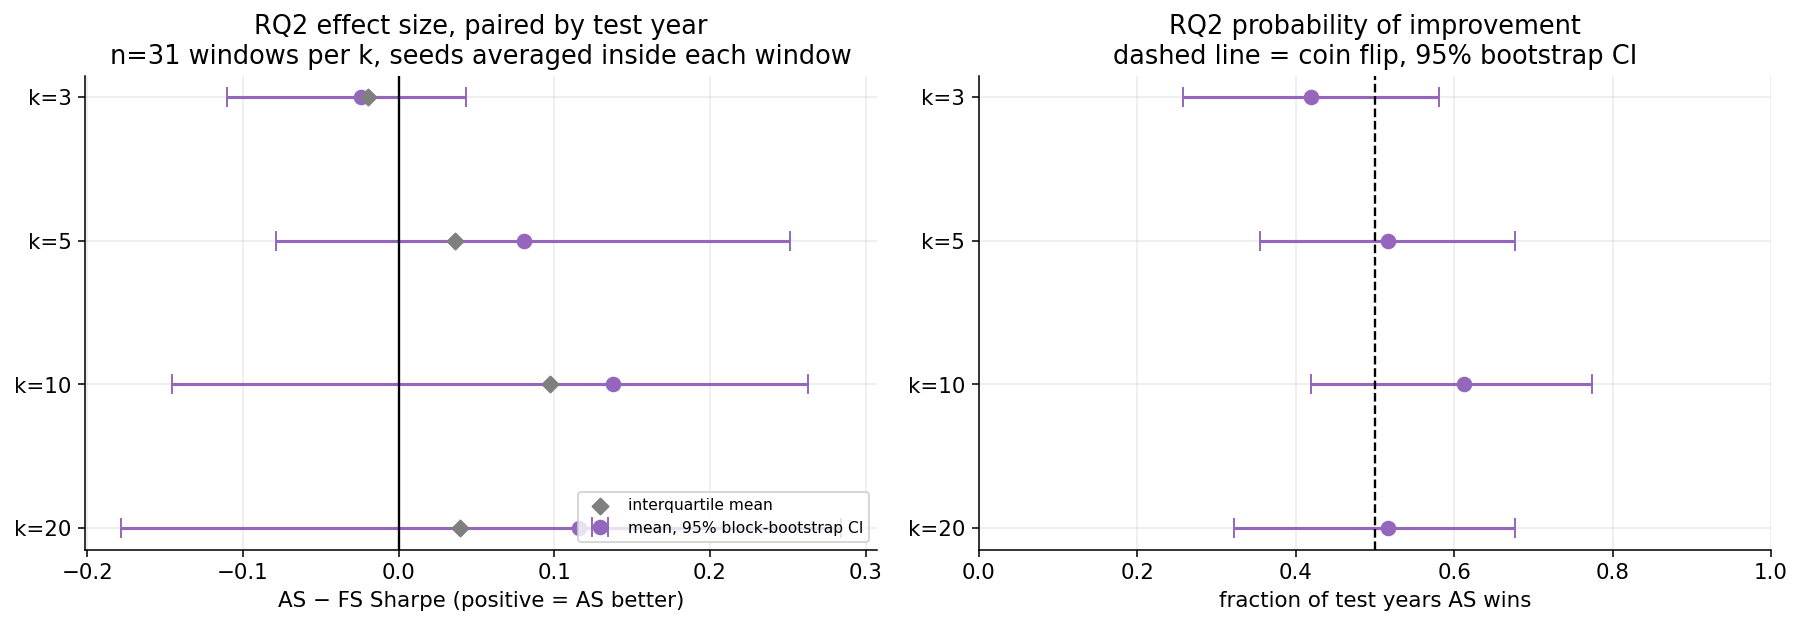 RQ2 effect size, paired by test year
n=31 windows per k, seeds averaged inside each window
k=3
k=5
k=10
k=20
interquartile mean
mean, 95% block-bootstrap CI
−0.2 −0.1 0.0 0.1 0.2 0.3
AS − FS Sharpe (positive = AS better)
RQ2 probability of improvement
dashed line = coin flip, 95% bootstrap CI
k=3
k=5
k=10
k=20
0.0 0.2 0.4 0.6 0.8 1.0
fraction of test years AS wins